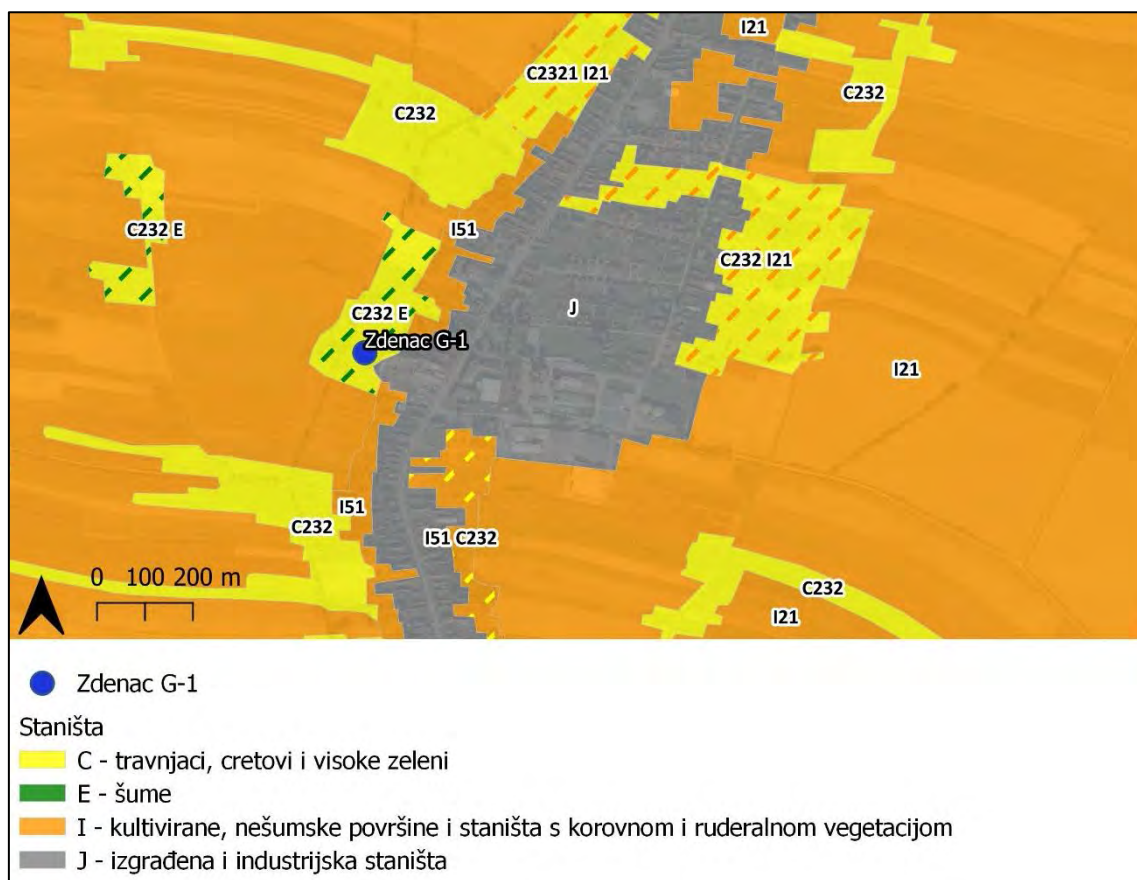 I21
C2321 I21
C232
C232
C232 E
I51
C232 I21
C232 E
J
Zdenac G-1
I21
I51
C232
I51 C232
0 100 200 m
C232
I21
Zdenac G-1
Staništa
C - travnjaci, cretovi i visoke zeleni
E - šume
I - kultivirane, nešumske površine i staništa s korovnom i ruderalnom vegetacijom
J - izgrađena i industrijska staništa